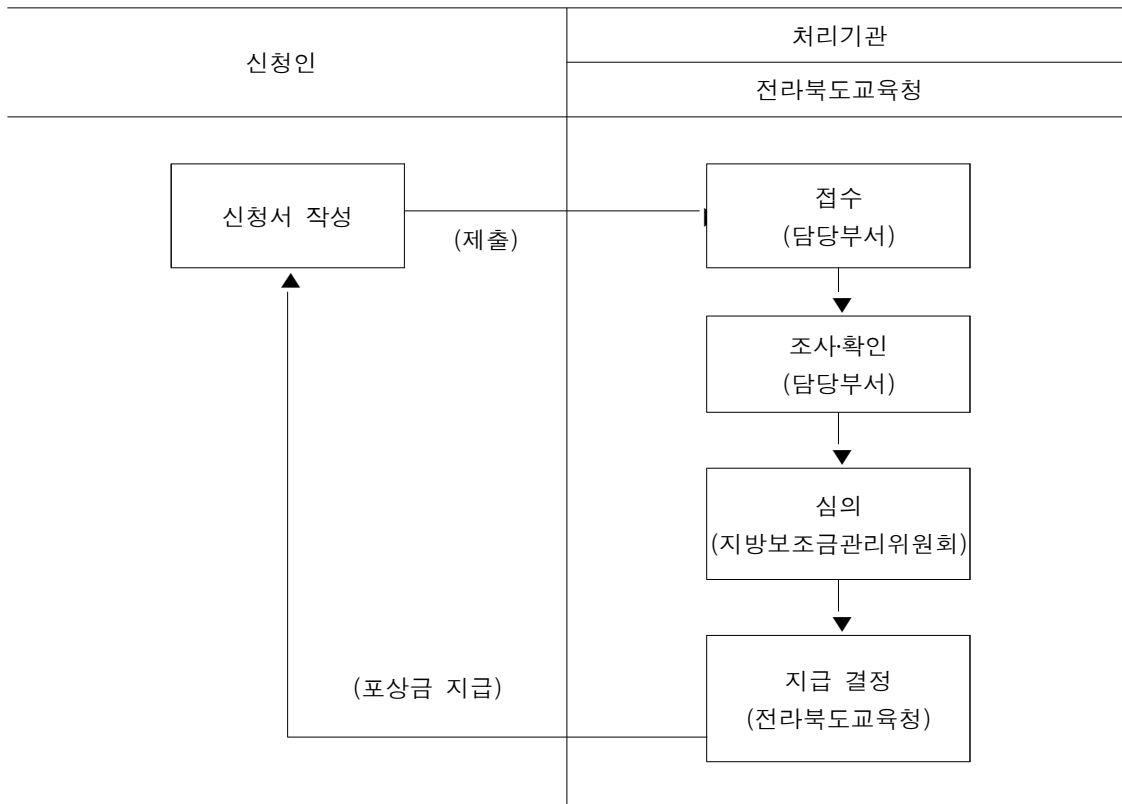 신청인
처리기관
전라북도교육청
신청서 작성
(제출)
접수
(담당부서)
조사·확인
(담당부서)
심의
(지방보조금관리위원회)
지급 결정
(전라북도교육청)
(포상금 지급)